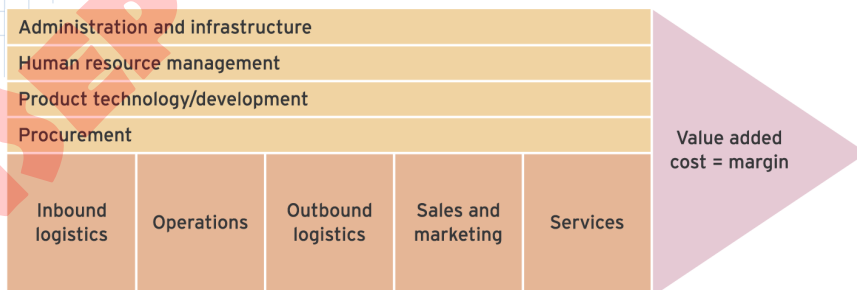 Administration and infrastructure
Human resource management
Product technology/development
Procurement
Inbound
logistics
Operations
Outbound
logistics
Sales and
marketing
Services
Value added
cost = margin